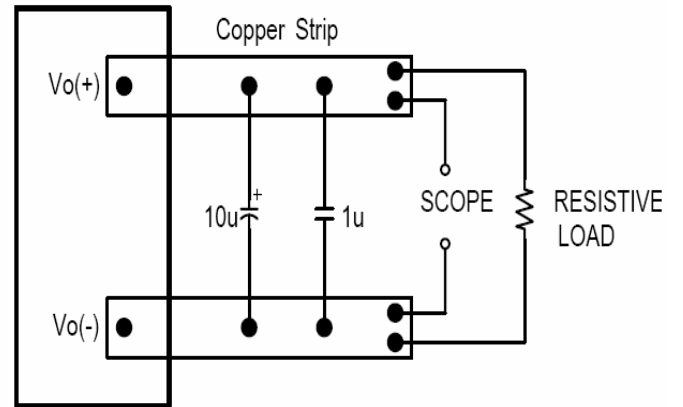 Copper Strip
Vo(+)
+
10u
1u
SCOPE
RESISTIVE
LOAD
Vo(-)